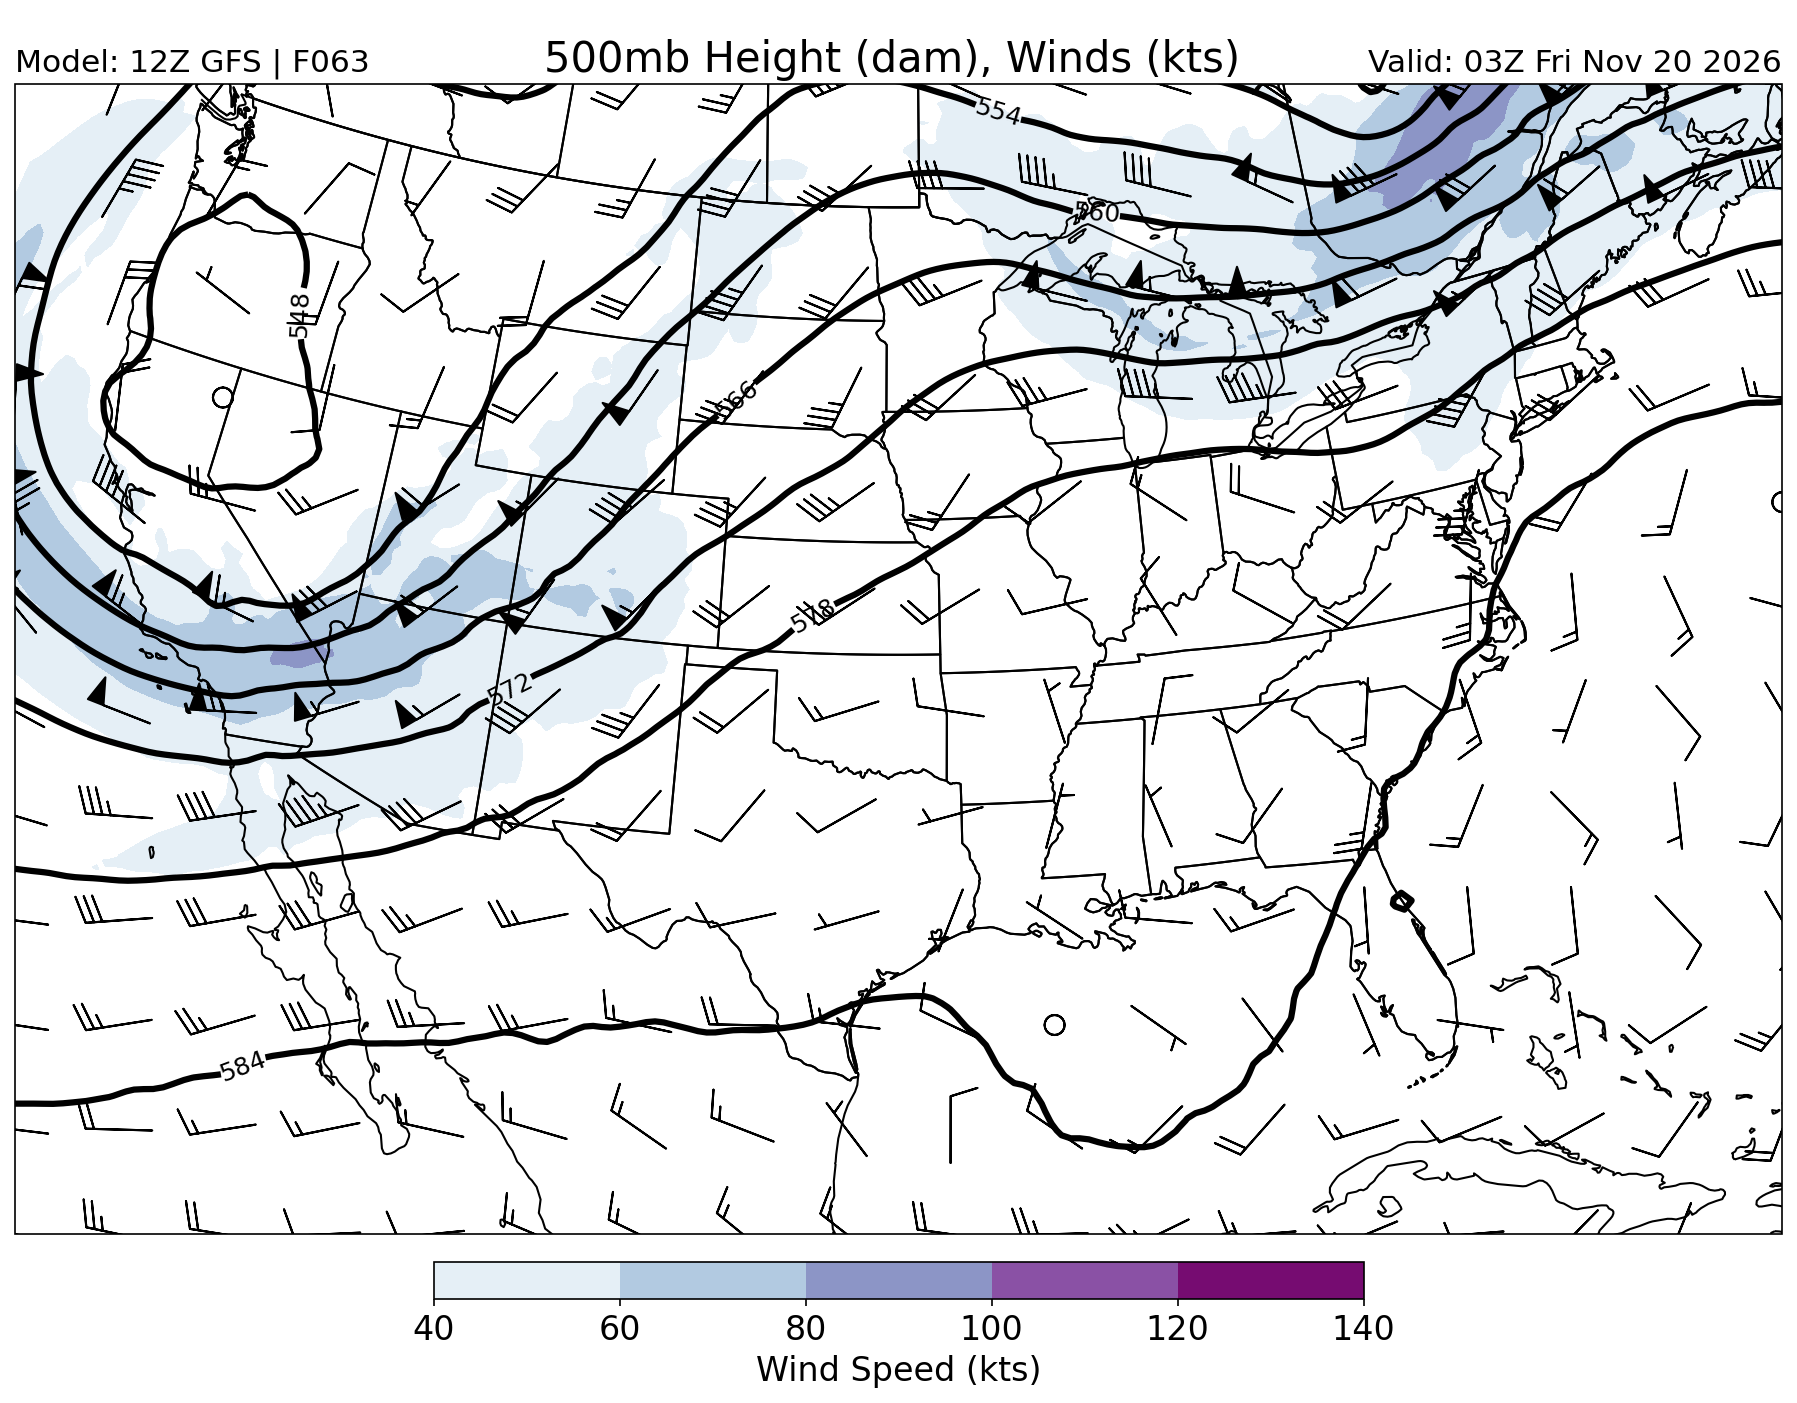 Model: 12Z GFS | F063
500mb Height (dam), Winds (kts)
Valid: 03Z Fri Nov 20 2026
554
560
548
566
578
572
584
40 60 80 100 120 140
Wind Speed (kts)